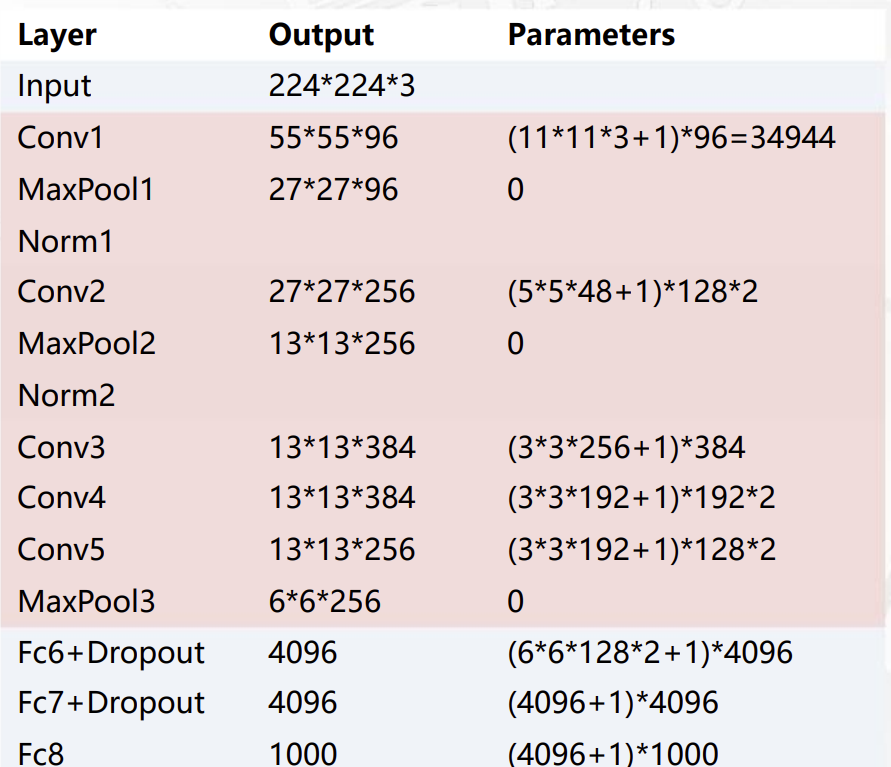 Layer Output Parameters
Input 224*224*3
Conv1 55*55*96 (11*11*3+1)*96=34944
MaxPool1 27*27*96 0
Norm1
Conv2 27*27*256 (5*5*48+1)*128*2
MaxPool2 13*13*256 0
Norm2
Conv3 13*13*384 (3*3*256+1)*384
Conv4 13*13*384 (3*3*192+1)*192*2
Conv5 13*13*256 (3*3*192+1)*128*2
MaxPool3 6*6*256 0
Fc6+Dropout 4096 (6*6*128*2+1)*4096
Fc7+Dropout 4096 (4096+1)*4096
Fc8 1000 (4096+1)*1000